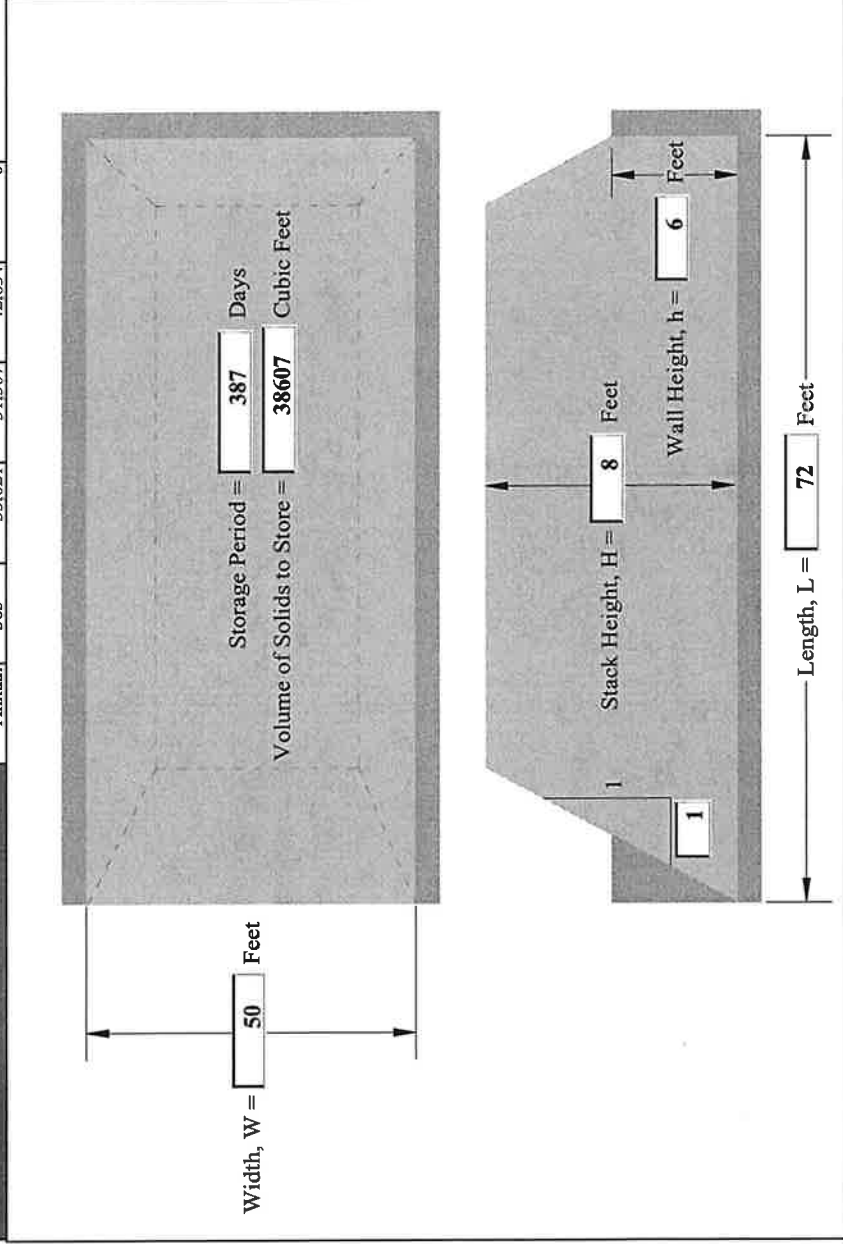 Width, W = 50 Feet
Storage Period = 387 Days
Volume of Solids to Store = 38607 Cubic Feet
1
1
Stack Height, H = 8 Feet
Wall Height, h = 6 Feet
Length, L = 72 Feet